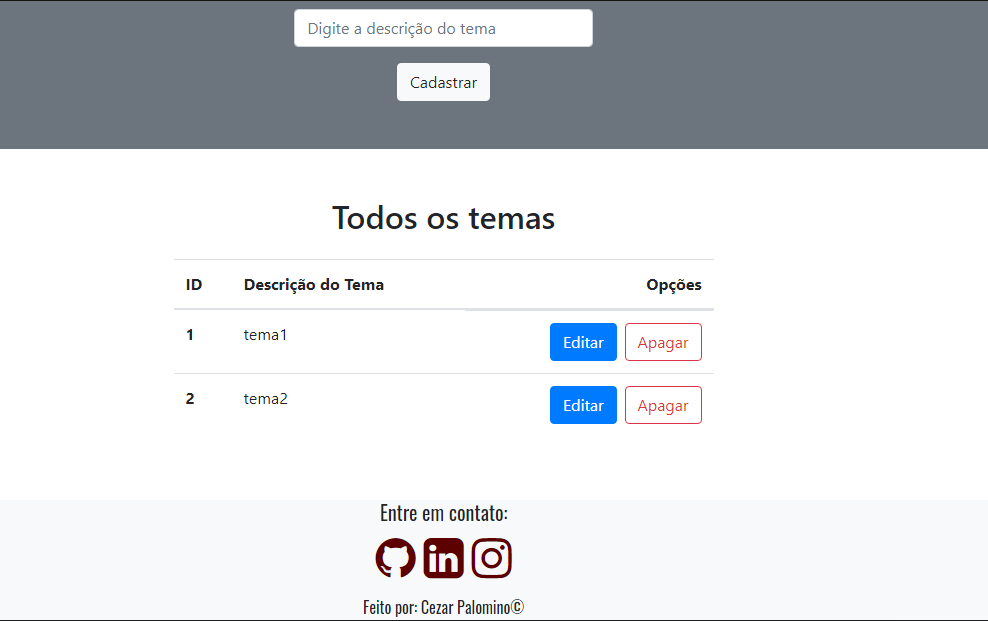 Digite a descrição do tema
Cadastrar
Todos os temas
ID Descrição do Tema Opções
1 tema1 Editar Apagar
2 tema2 Editar Apagar
Entre em contato:
in
Feito por: Cezar Palomino©